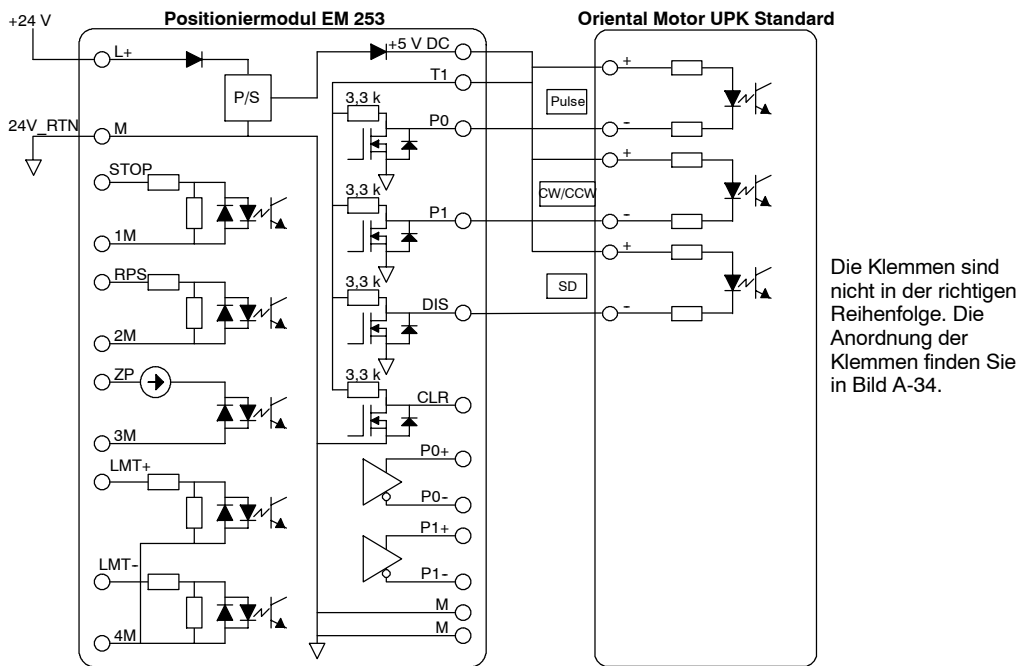 Positioniermodul EM 253
Oriental Motor UPK Standard
+24 V
L+
P/S
+5 V DC
T1
24V_RTN
M
STOP
1M
RPS
2M
ZP
3M
LMT+
LMT-
4M
3,3 k
P0
3,3 k
P1
3,3 k
DIS
3,3 k
CLR
P0+
P0-
P1+
P1-
M
M
+
Pulse
-
+
CW/CCW
-
+
SD
-
Die Klemmen sind
nicht in der richtigen
Reihenfolge. Die
Anordnung der
Klemmen finden Sie
in Bild A-34.